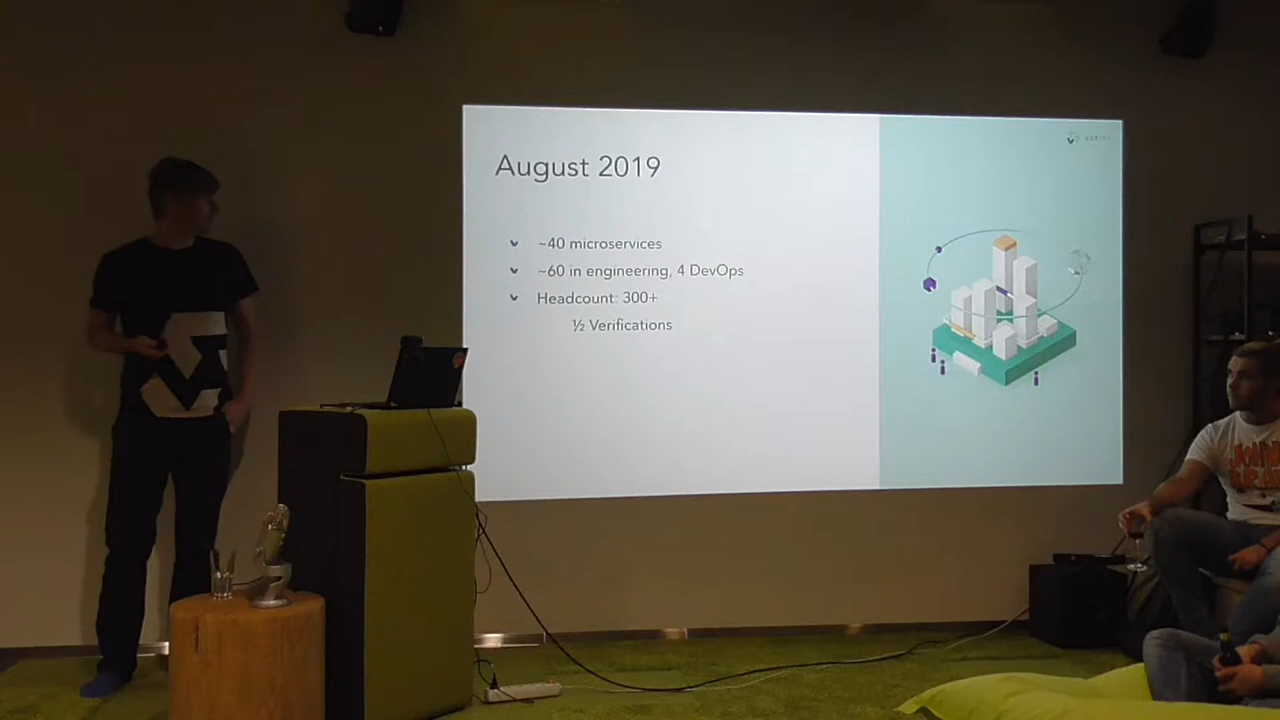 August 2019
~40 microservices
~60 in engineering, 4 DevOps
Headcount: 300+
½ Verifications